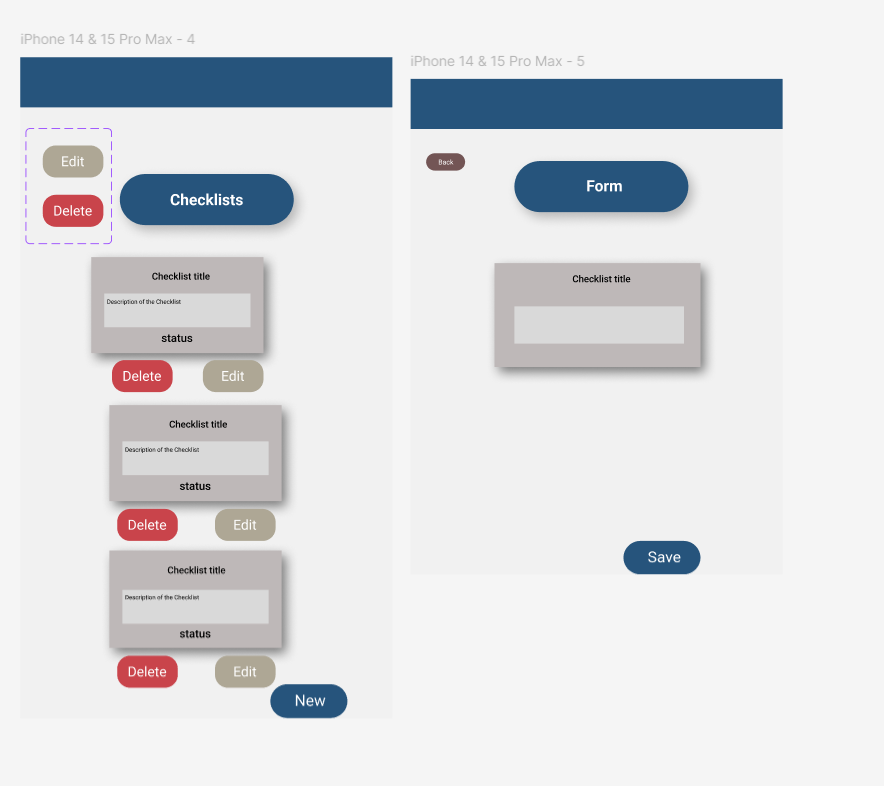 iPhone 14 & 15 Pro Max - 4
Edit
Delete
Checklists
Checklist title
Description of the Checklist
status
Delete
Edit
Checklist title
Description of the Checklist
status
Delete
Edit
Checklist title
Description of the Checklist
status
Delete
Edit
New
iPhone 14 & 15 Pro Max - 5
Back
Form
Checklist title
Save